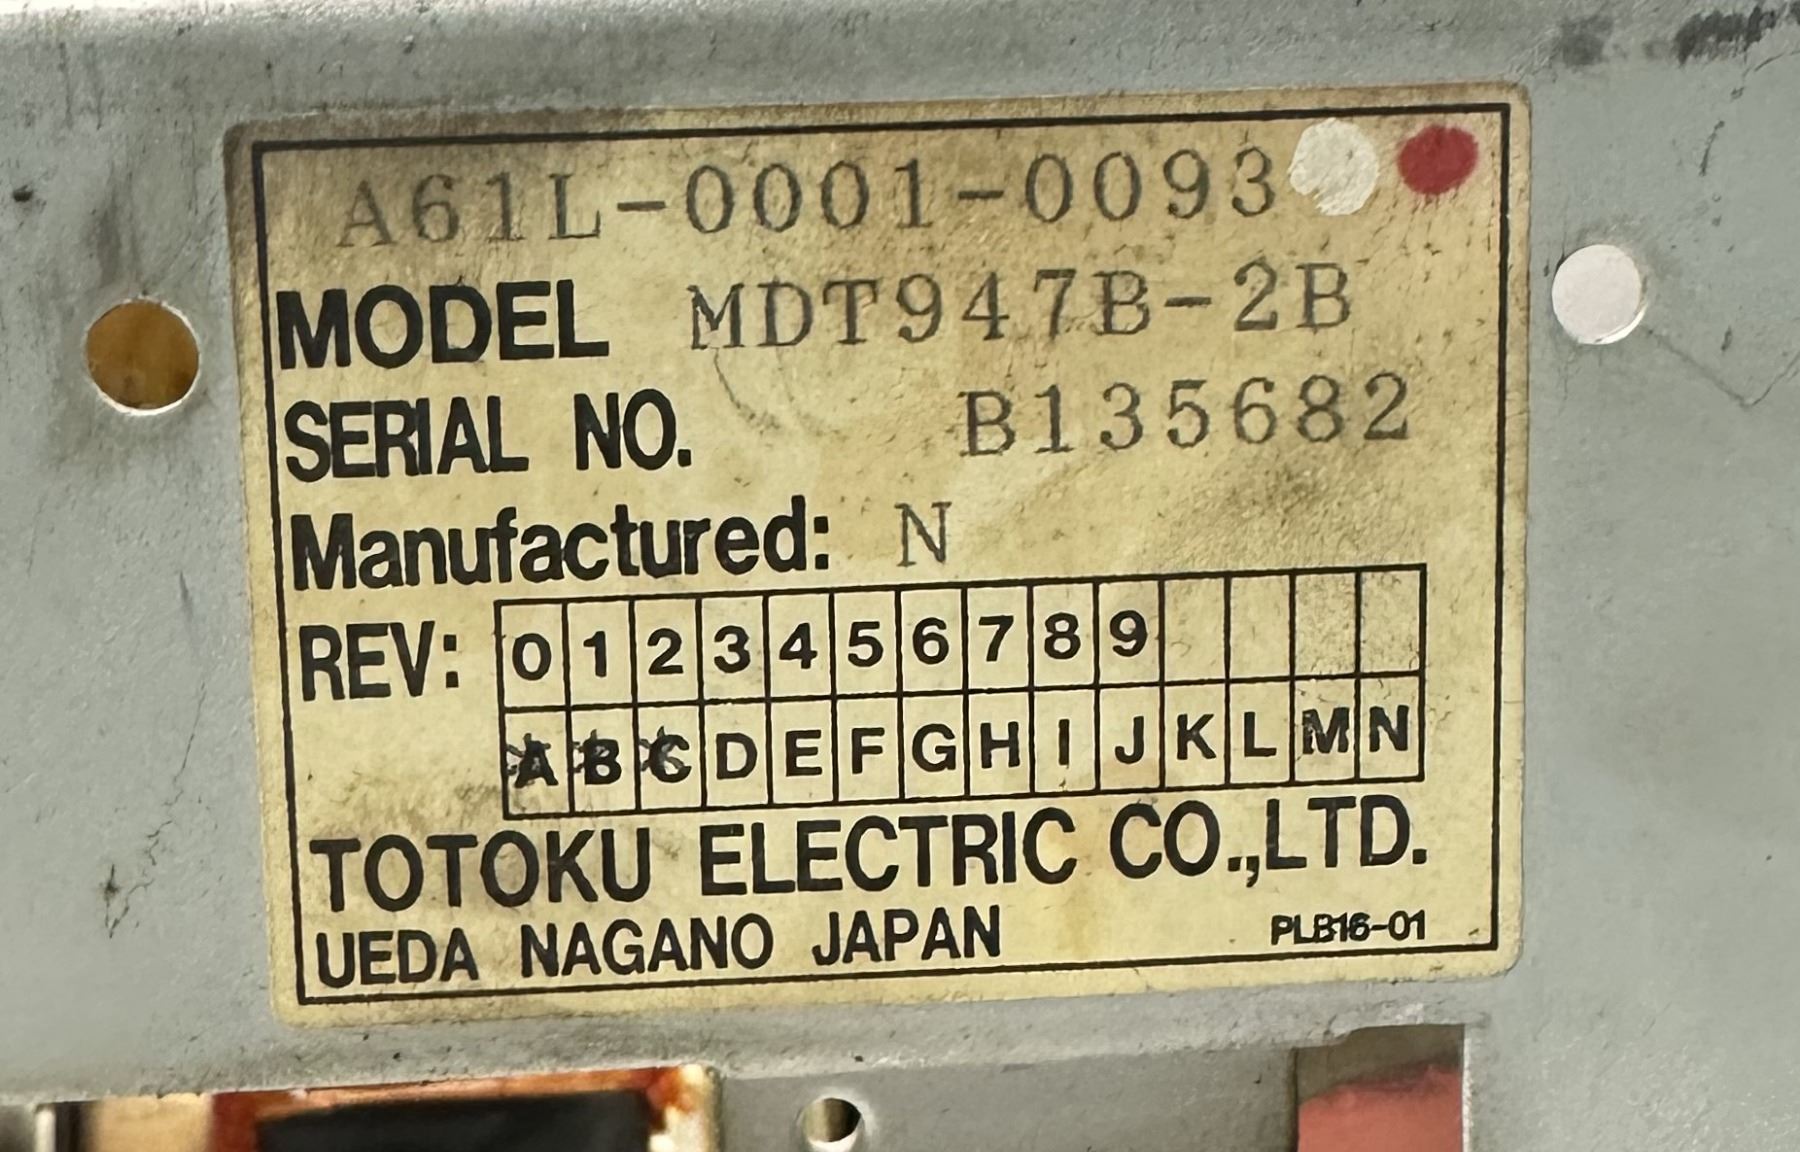 A61L-0001-0093
MODEL MDT947B-2B
SERIAL NO. B135682
Manufactured: N
REV: 0 1 2 3 4 5 6 7 8 9
A B C D E F G H I J K L M N
TOTOKU ELECTRIC CO.,LTD.
UEDA NAGANO JAPAN PLB16-01